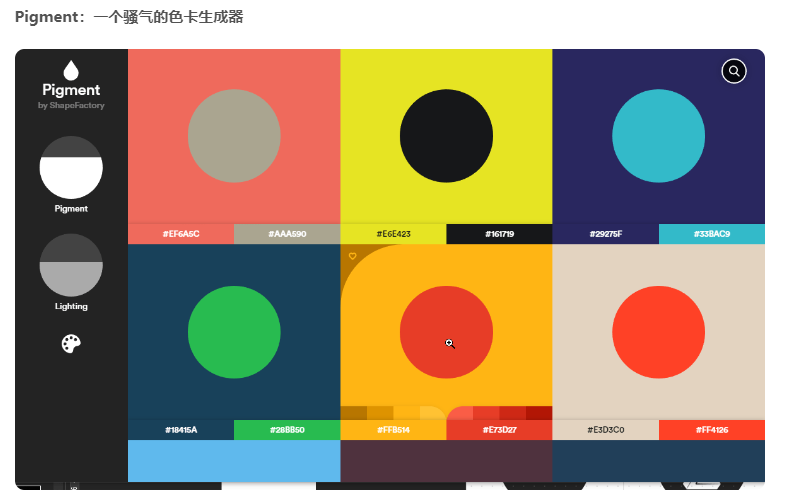 Pigment：一个骚气的色卡生成器
Pigment
by ShapeFactory
Pigment
Lighting
#EF6A5C #AAA590 #E6E423 #161719 #29275F #33BAC9
#18415A #28BB50 #FFB514 #E73D27 #E3D3C0 #FF4126